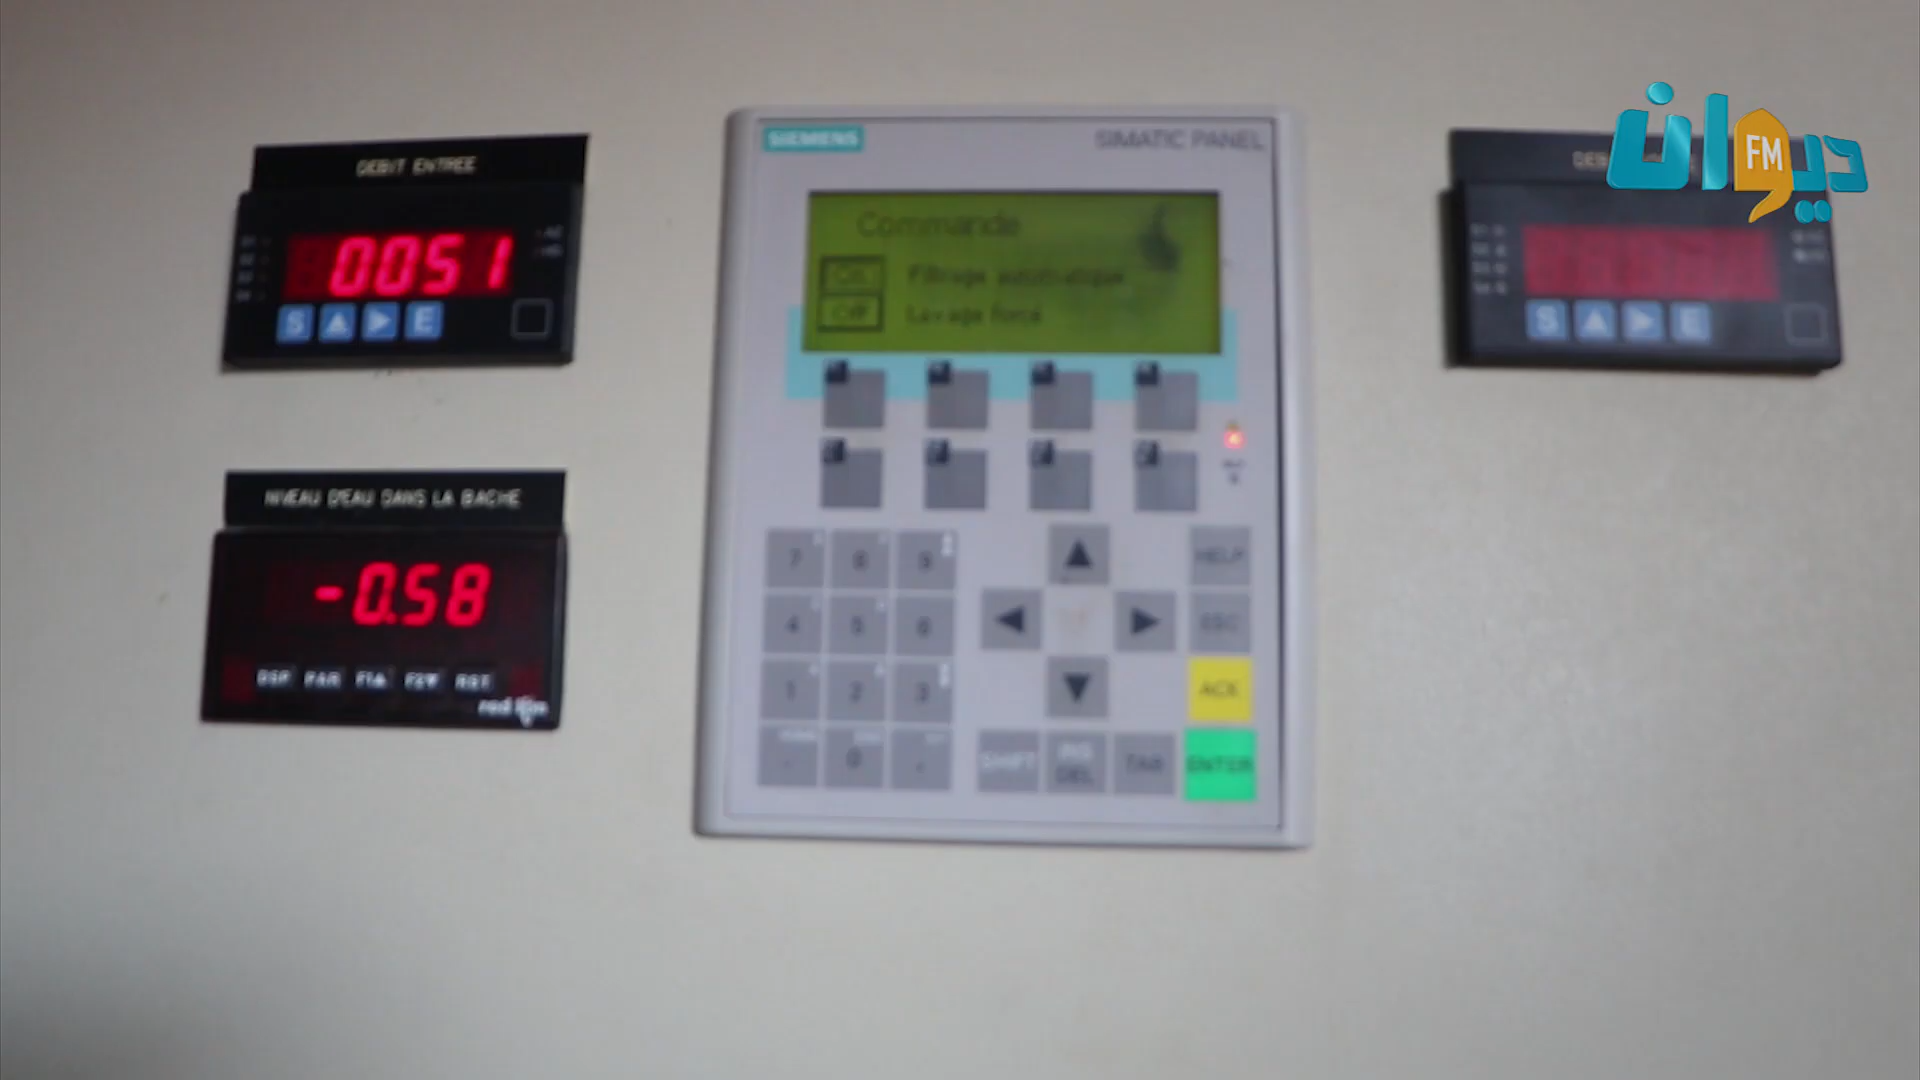 DEBIT ENTREE
0051
S
E
NIVEAU D'EAU DANS LA BACHE
-0.58
DSP PAR F1▲ F2▼ RST
red lion
SIEMENS
SIMATIC PANEL
Commande
On Filtrage automatique
Off Lavage forcé
7 8 9 HELP
4 5 6 ESC
1 2 3 ACK
0 SHIFT INS DEL TAB ENTER
ديوان FM
S
E